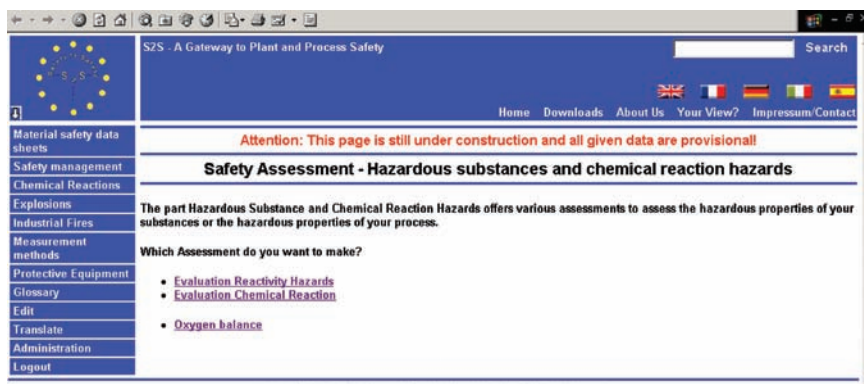 S2S - A Gateway to Plant and Process Safety
Search
S S
Home Downloads About Us Your View? Impressum/Contact
Material safety data
sheets
Safety management
Chemical Reactions
Explosions
Industrial Fires
Measurement
methods
Protective Equipment
Glossary
Edit
Translate
Administration
Logout
Attention: This page is still under construction and all given data are provisional!
Safety Assessment - Hazardous substances and chemical reaction hazards
The part Hazardous Substance and Chemical Reaction Hazards offers various assessments to assess the hazardous properties of your
substances or the hazardous properties of your process.
Which Assessment do you want to make?
Evaluation Reactivity Hazards
Evaluation Chemical Reaction
Oxygen balance